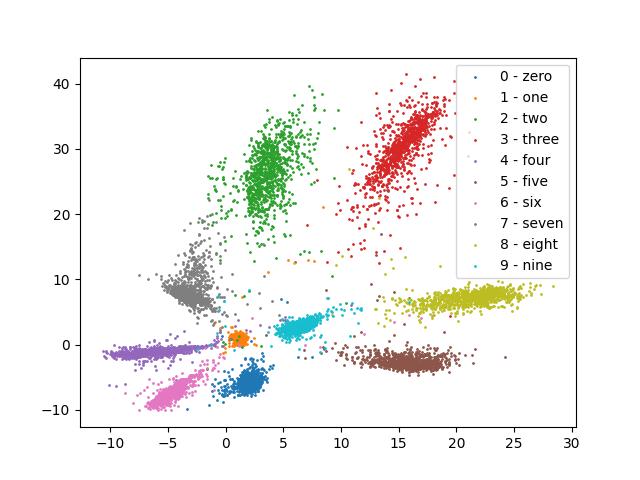 40
30
20
10
0
−10
−10
−5
0
5
10
15
20
25
30
0 - zero
1 - one
2 - two
3 - three
4 - four
5 - five
6 - six
7 - seven
8 - eight
9 - nine